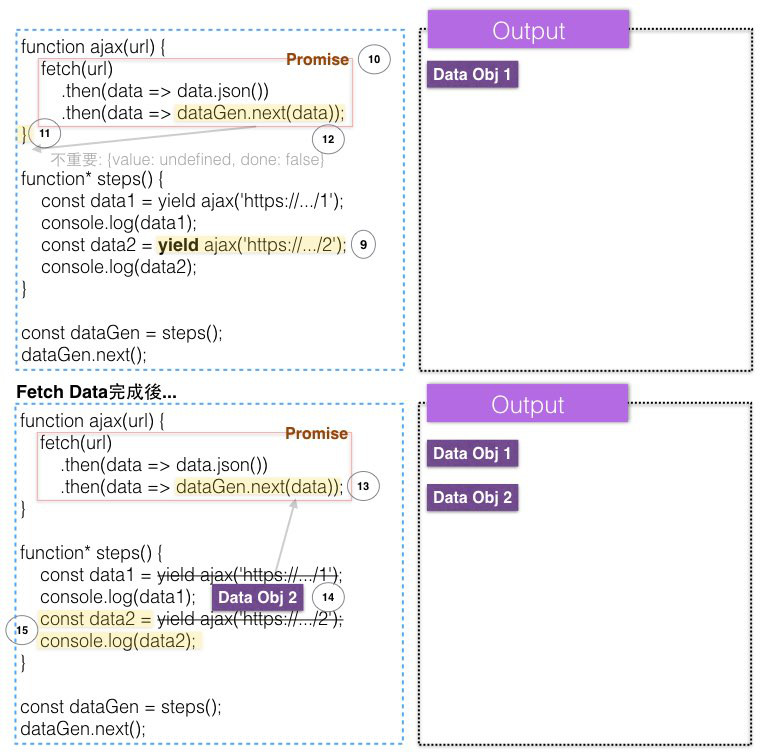 Output
function ajax(url) {
Promise
10
fetch(url)
Data Obj 1
.then(data => data.json())
.then(data => dataGen.next(data));
}
11
12
不重要: {value: undefined, done: false}
function* steps() {
const data1 = yield ajax('https://.../1');
console.log(data1);
const data2 = yield ajax('https://.../2');
9
console.log(data2);
}
const dataGen = steps();
dataGen.next();
Fetch Data完成後...
Output
function ajax(url) {
Promise
fetch(url)
Data Obj 1
.then(data => data.json())
.then(data => dataGen.next(data));
13
Data Obj 2
}
function* steps() {
const data1 = yield ajax('https://.../1');
console.log(data1);
Data Obj 2
14
const data2 = yield ajax('https://.../2');
15
console.log(data2);
}
const dataGen = steps();
dataGen.next();